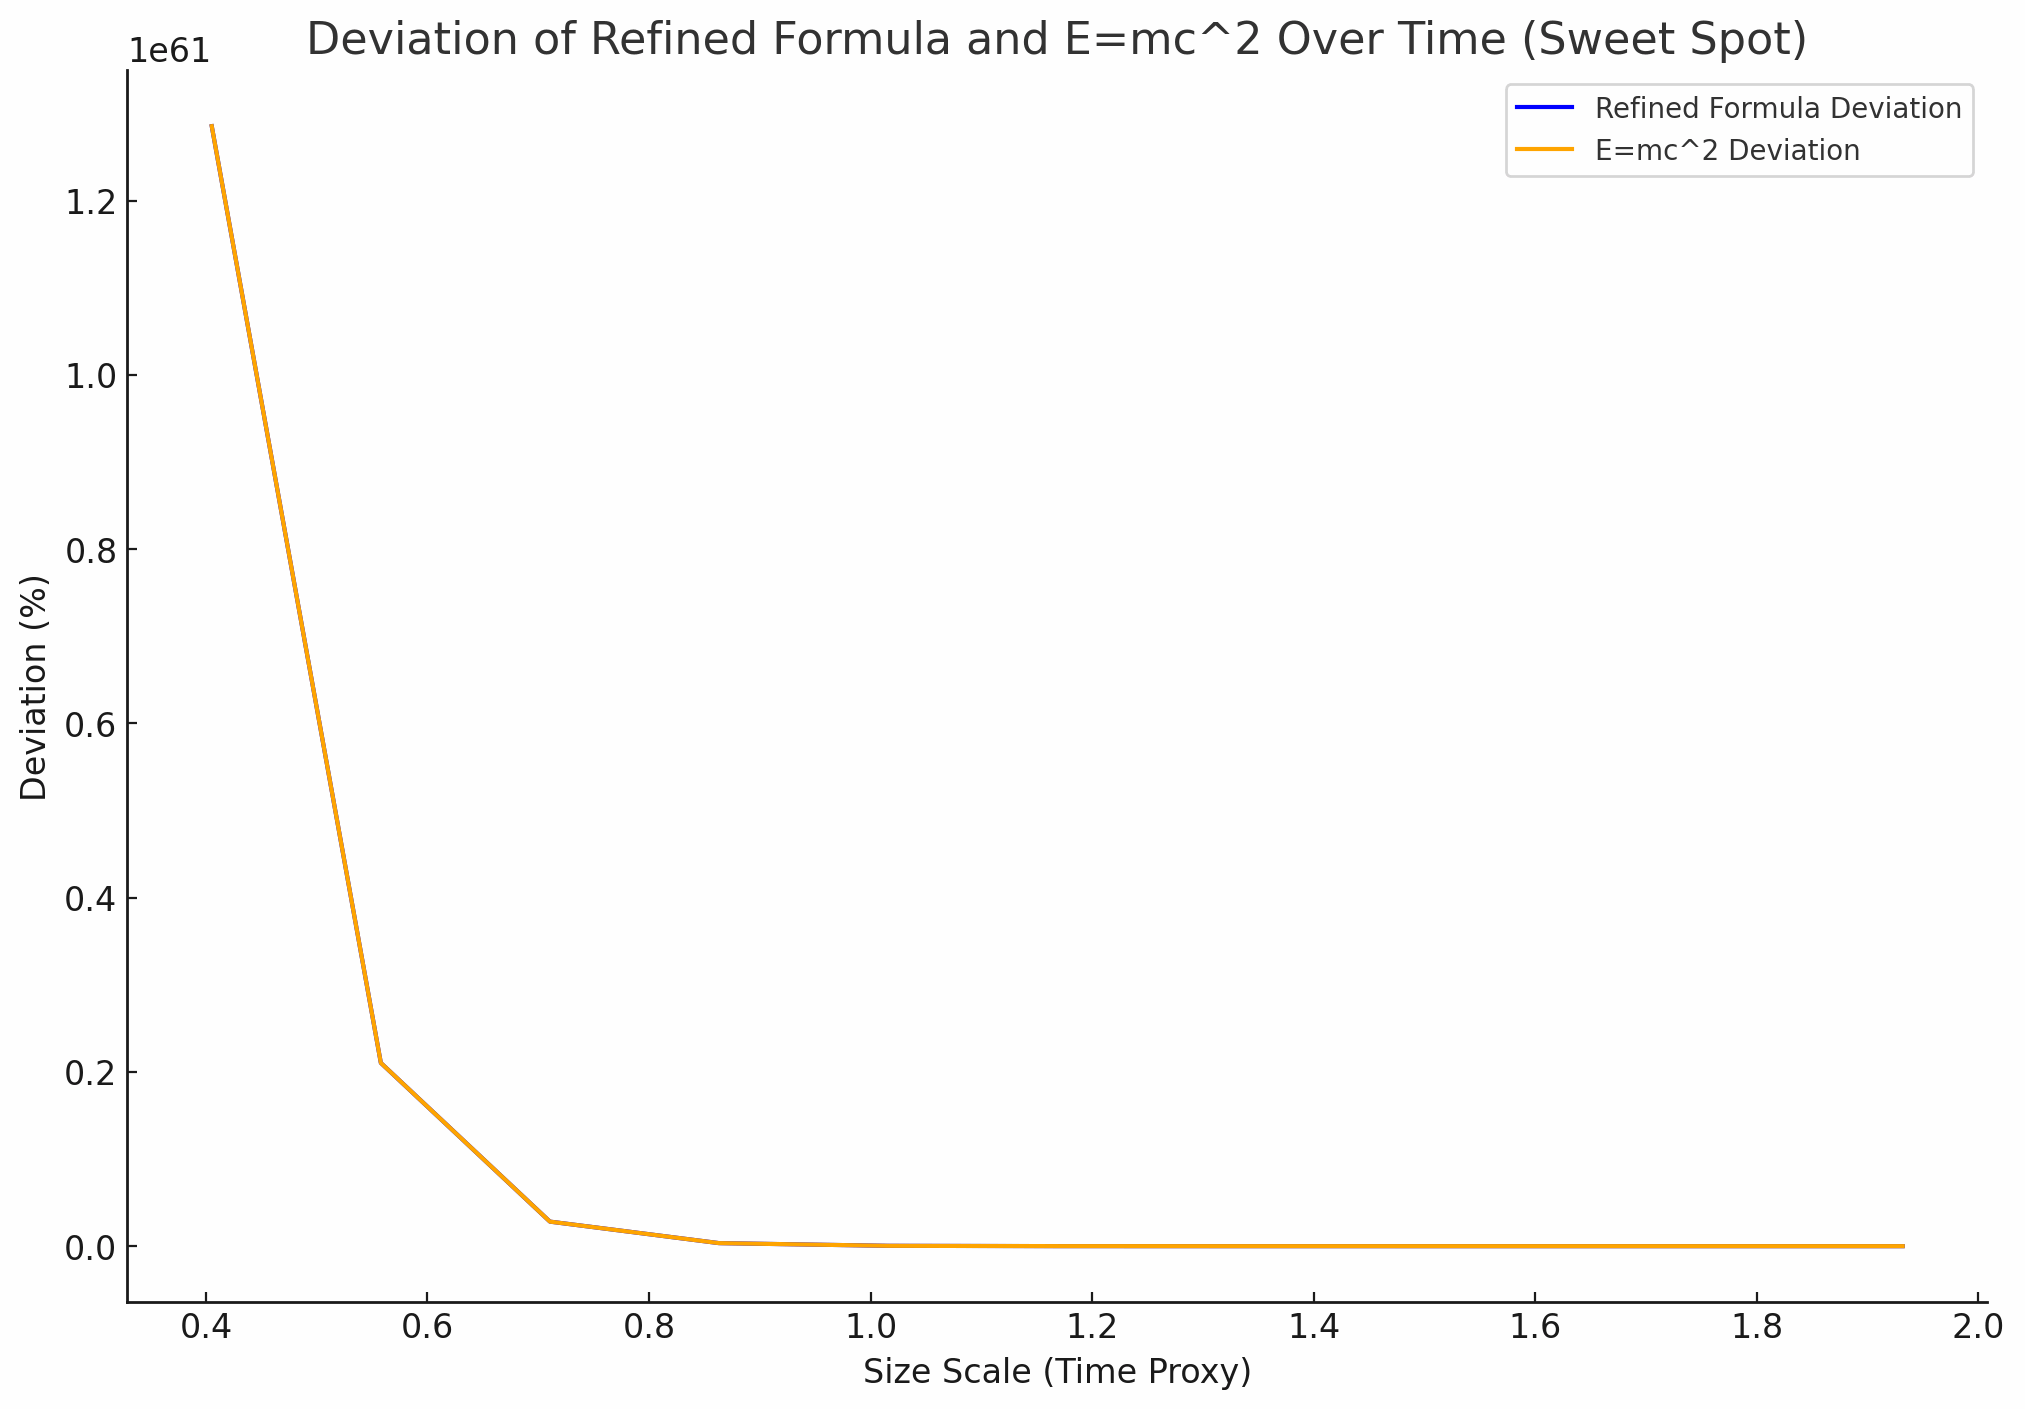 Deviation of Refined Formula and E=mc^2 Over Time (Sweet Spot)
1e61
Refined Formula Deviation
E=mc^2 Deviation
1.2
1.0
0.8
0.6
0.4
0.2
0.0
Deviation (%)
0.4 0.6 0.8 1.0 1.2 1.4 1.6 1.8 2.0
Size Scale (Time Proxy)